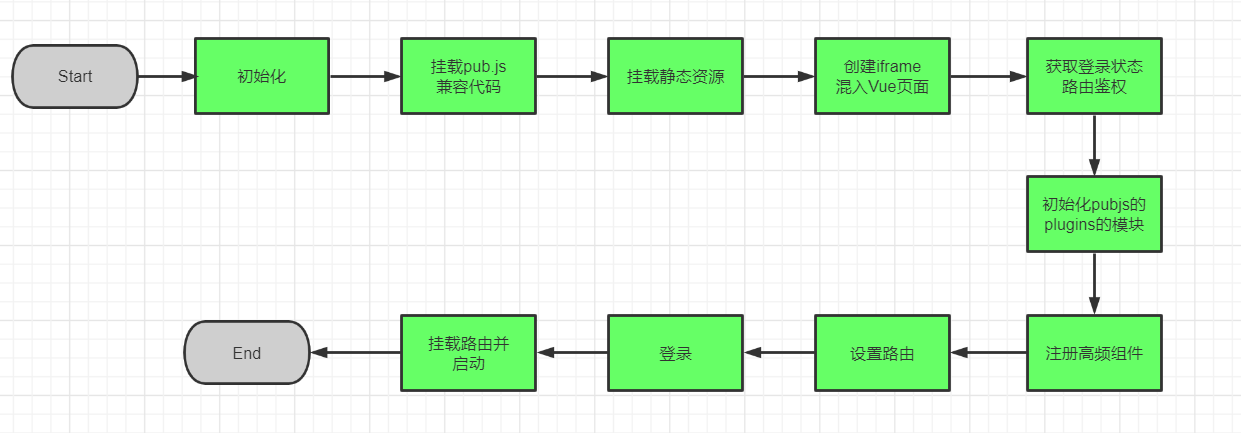 Start
初始化
挂载pub.js
兼容代码
挂载静态资源
创建iframe
混入Vue页面
获取登录状态
路由鉴权
初始化pubjs的
plugins的模块
注册高频组件
设置路由
登录
挂载路由并
启动
End